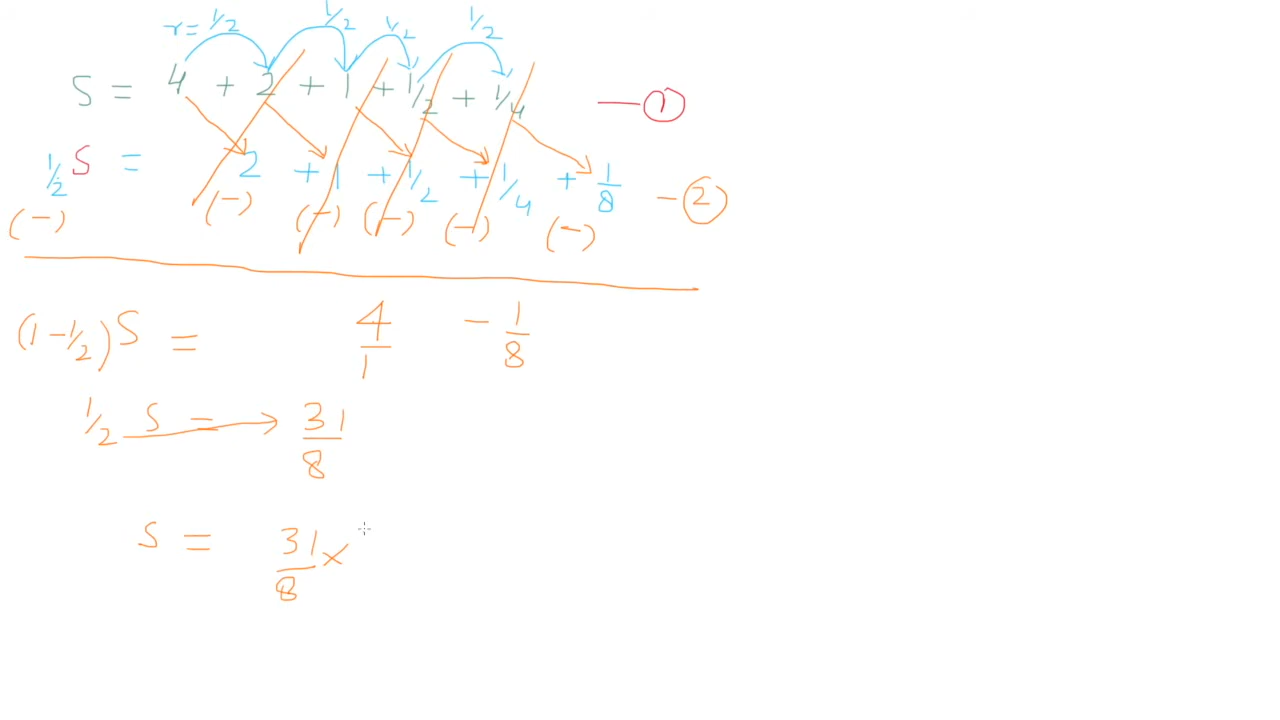 r = 1/2 1/2 1/2 1/2
S = 4 + 2 + 1 + 1/2 + 1/4 — ①
1/2 S = 2 + 1 + 1/2 + 1/4 + 1/8 — ②
(-) (-) (-) (-) (-) (-)
(1 - 1/2) S = 4/1 - 1/8
1/2 S = → 31/8
S = 31/8 ×